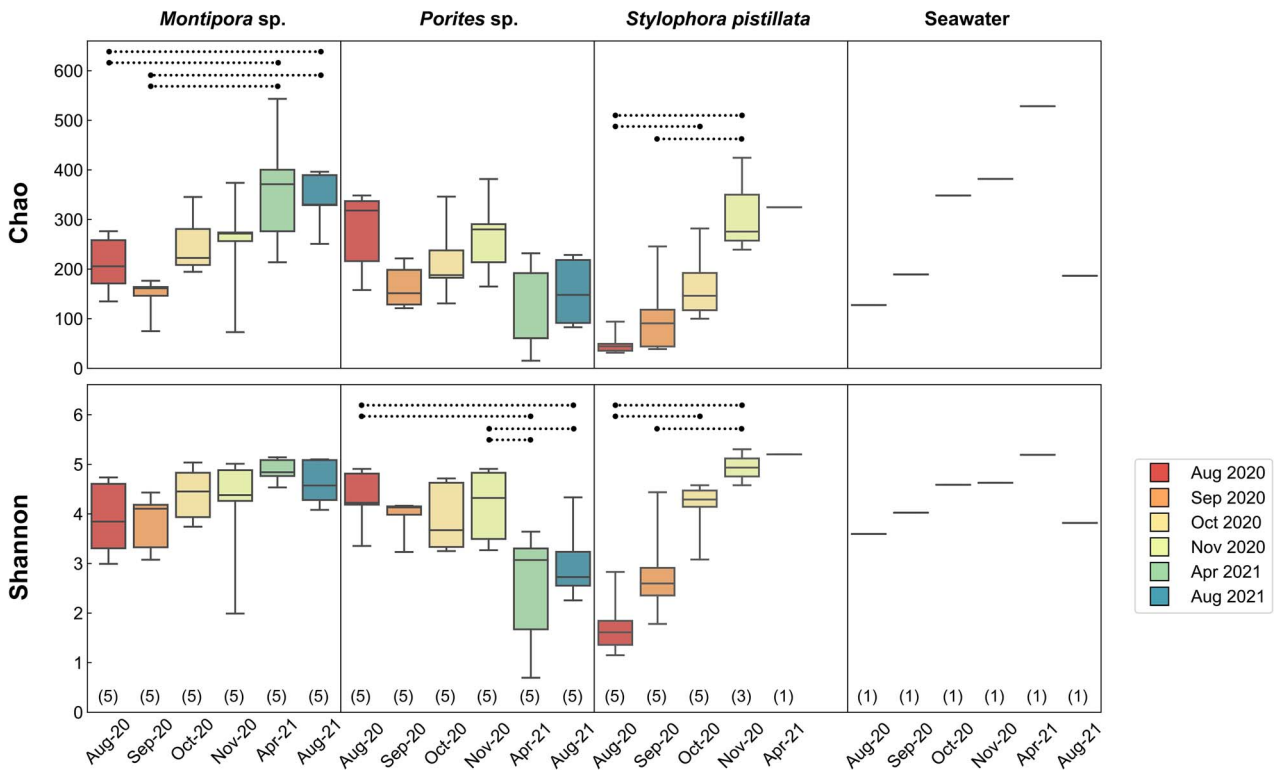 Montipora sp.
Porites sp.
Stylophora pistillata
Seawater
Chao
600
500
400
300
200
100
0
Shannon
6
5
4
3
2
1
0
(5) (5) (5) (5) (5) (5) (5) (5) (5) (5) (5) (5) (5) (5) (5) (3) (1) (1) (1) (1) (1) (1) (1)
Aug-20 Sep-20 Oct-20 Nov-20 Apr-21 Aug-21 Aug-20 Sep-20 Oct-20 Nov-20 Apr-21 Aug-21 Aug-20 Sep-20 Oct-20 Nov-20 Apr-21 Aug-20 Sep-20 Oct-20 Nov-20 Apr-21 Aug-21
Aug 2020
Sep 2020
Oct 2020
Nov 2020
Apr 2021
Aug 2021